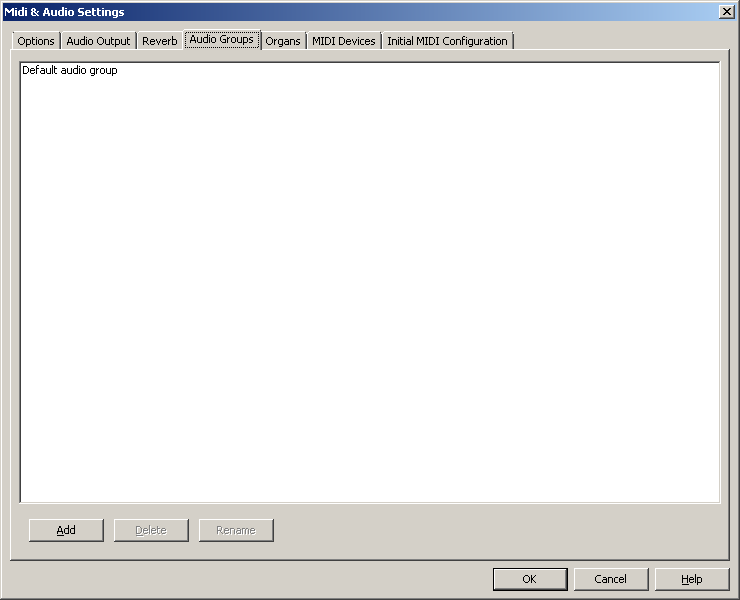 Midi & Audio Settings
Options Audio Output Reverb Audio Groups Organs MIDI Devices Initial MIDI Configuration
Default audio group
Add Delete Rename
OK Cancel Help